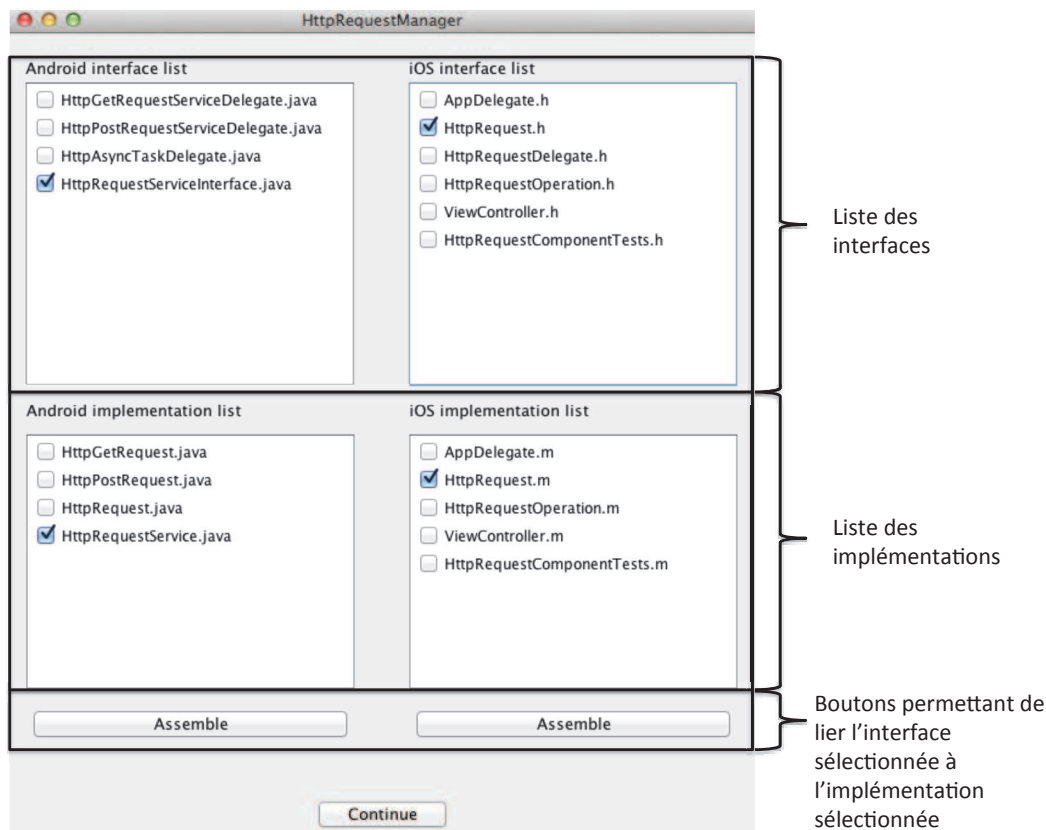 HttpRequestManager
Android interface list
HttpGetRequestServiceDelegate.java
HttpPostRequestServiceDelegate.java
HttpAsyncTaskDelegate.java
HttpRequestServiceInterface.java
iOS interface list
AppDelegate.h
HttpRequest.h
HttpRequestDelegate.h
HttpRequestOperation.h
ViewController.h
HttpRequestComponentTests.h
Liste des
interfaces
Android implementation list
HttpGetRequest.java
HttpPostRequest.java
HttpRequest.java
HttpRequestService.java
iOS implementation list
AppDelegate.m
HttpRequest.m
HttpRequestOperation.m
ViewController.m
HttpRequestComponentTests.m
Liste des
implémentations
Assemble
Assemble
Boutons permettant de
lier l'interface
sélectionnée à
l'implémentation
sélectionnée
Continue